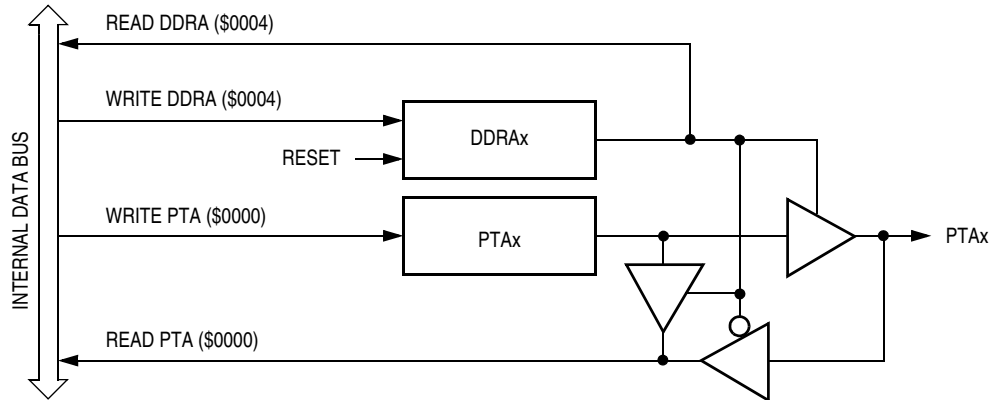 READ DDRA ($0004)
WRITE DDRA ($0004)
DDRAx
RESET
INTERNAL DATA BUS
WRITE PTA ($0000)
PTAx
PTAx
READ PTA ($0000)